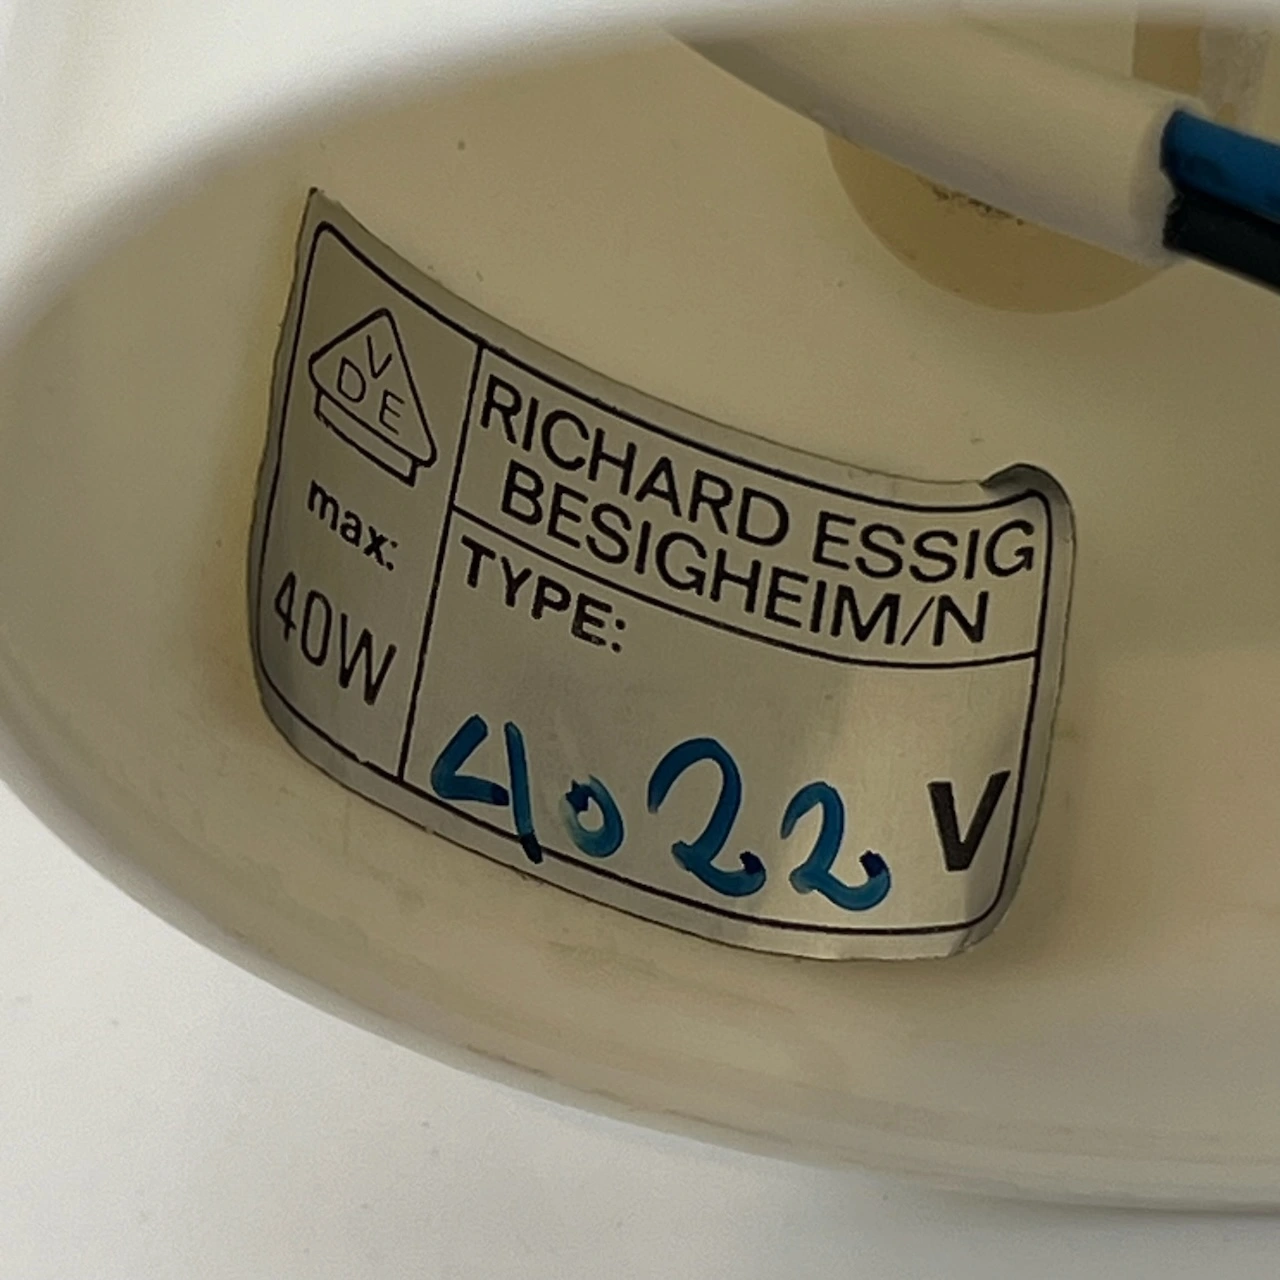 VDE
max:
40W
RICHARD ESSIG
BESIGHEIM/N
TYPE:
4022 V